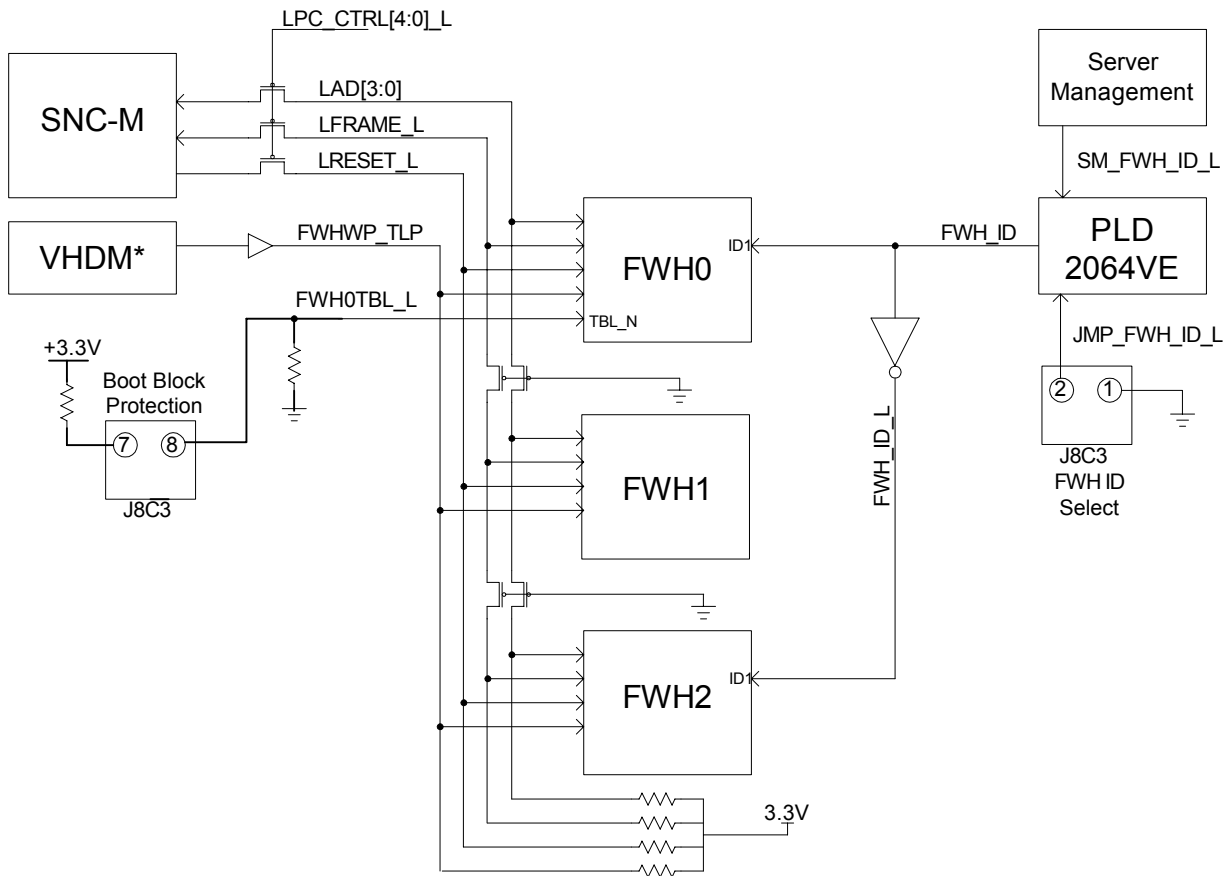 LPC_CTRL[4:0]_L
SNC-M
LAD[3:0]
LFRAME_L
LRESET_L
Server
Management
SM_FWH_ID_L
VHDM*
FWHWP_TLP
FWH0
ID1
TBL_N
FWH_ID
PLD
2064VE
FWH0TBL_L
JMP_FWH_ID_L
+3.3V
Boot Block
Protection
7
8
J8C3
2
1
J8C3
FWH ID
Select
FWH_ID_L
FWH1
FWH2
ID1
3.3V